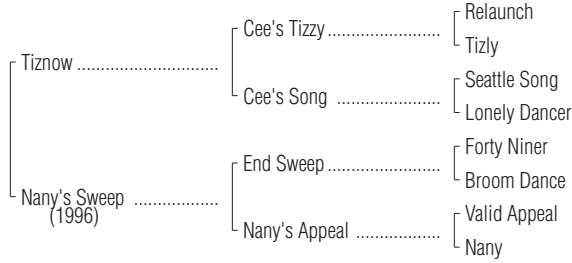 Relaunch
Cee's Tizzy ........................
Tizly
Tiznow ..............................
Seattle Song
Cee's Song ......................
Lonely Dancer
Forty Niner
End Sweep ........................
Broom Dance
Nany's Sweep ..................
(1996)
Valid Appeal
Nany's Appeal ..................
Nany